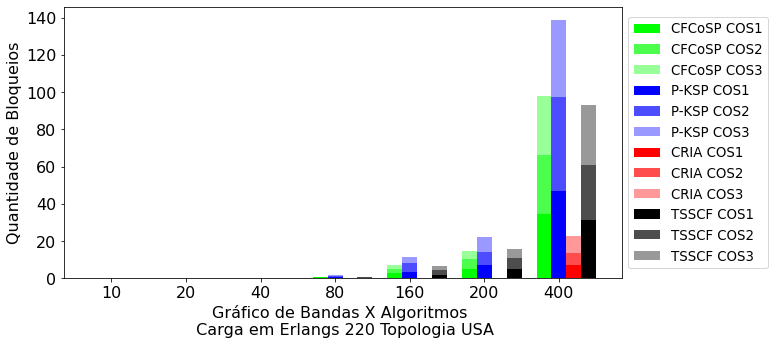 140
120
100
80
60
40
20
0
Quantidade de Bloqueios
10 20 40 80 160 200 400
Gráfico de Bandas X Algoritmos
Carga em Erlangs 220 Topologia USA
CFCoSP COS1
CFCoSP COS2
CFCoSP COS3
P-KSP COS1
P-KSP COS2
P-KSP COS3
CRIA COS1
CRIA COS2
CRIA COS3
TSSCF COS1
TSSCF COS2
TSSCF COS3